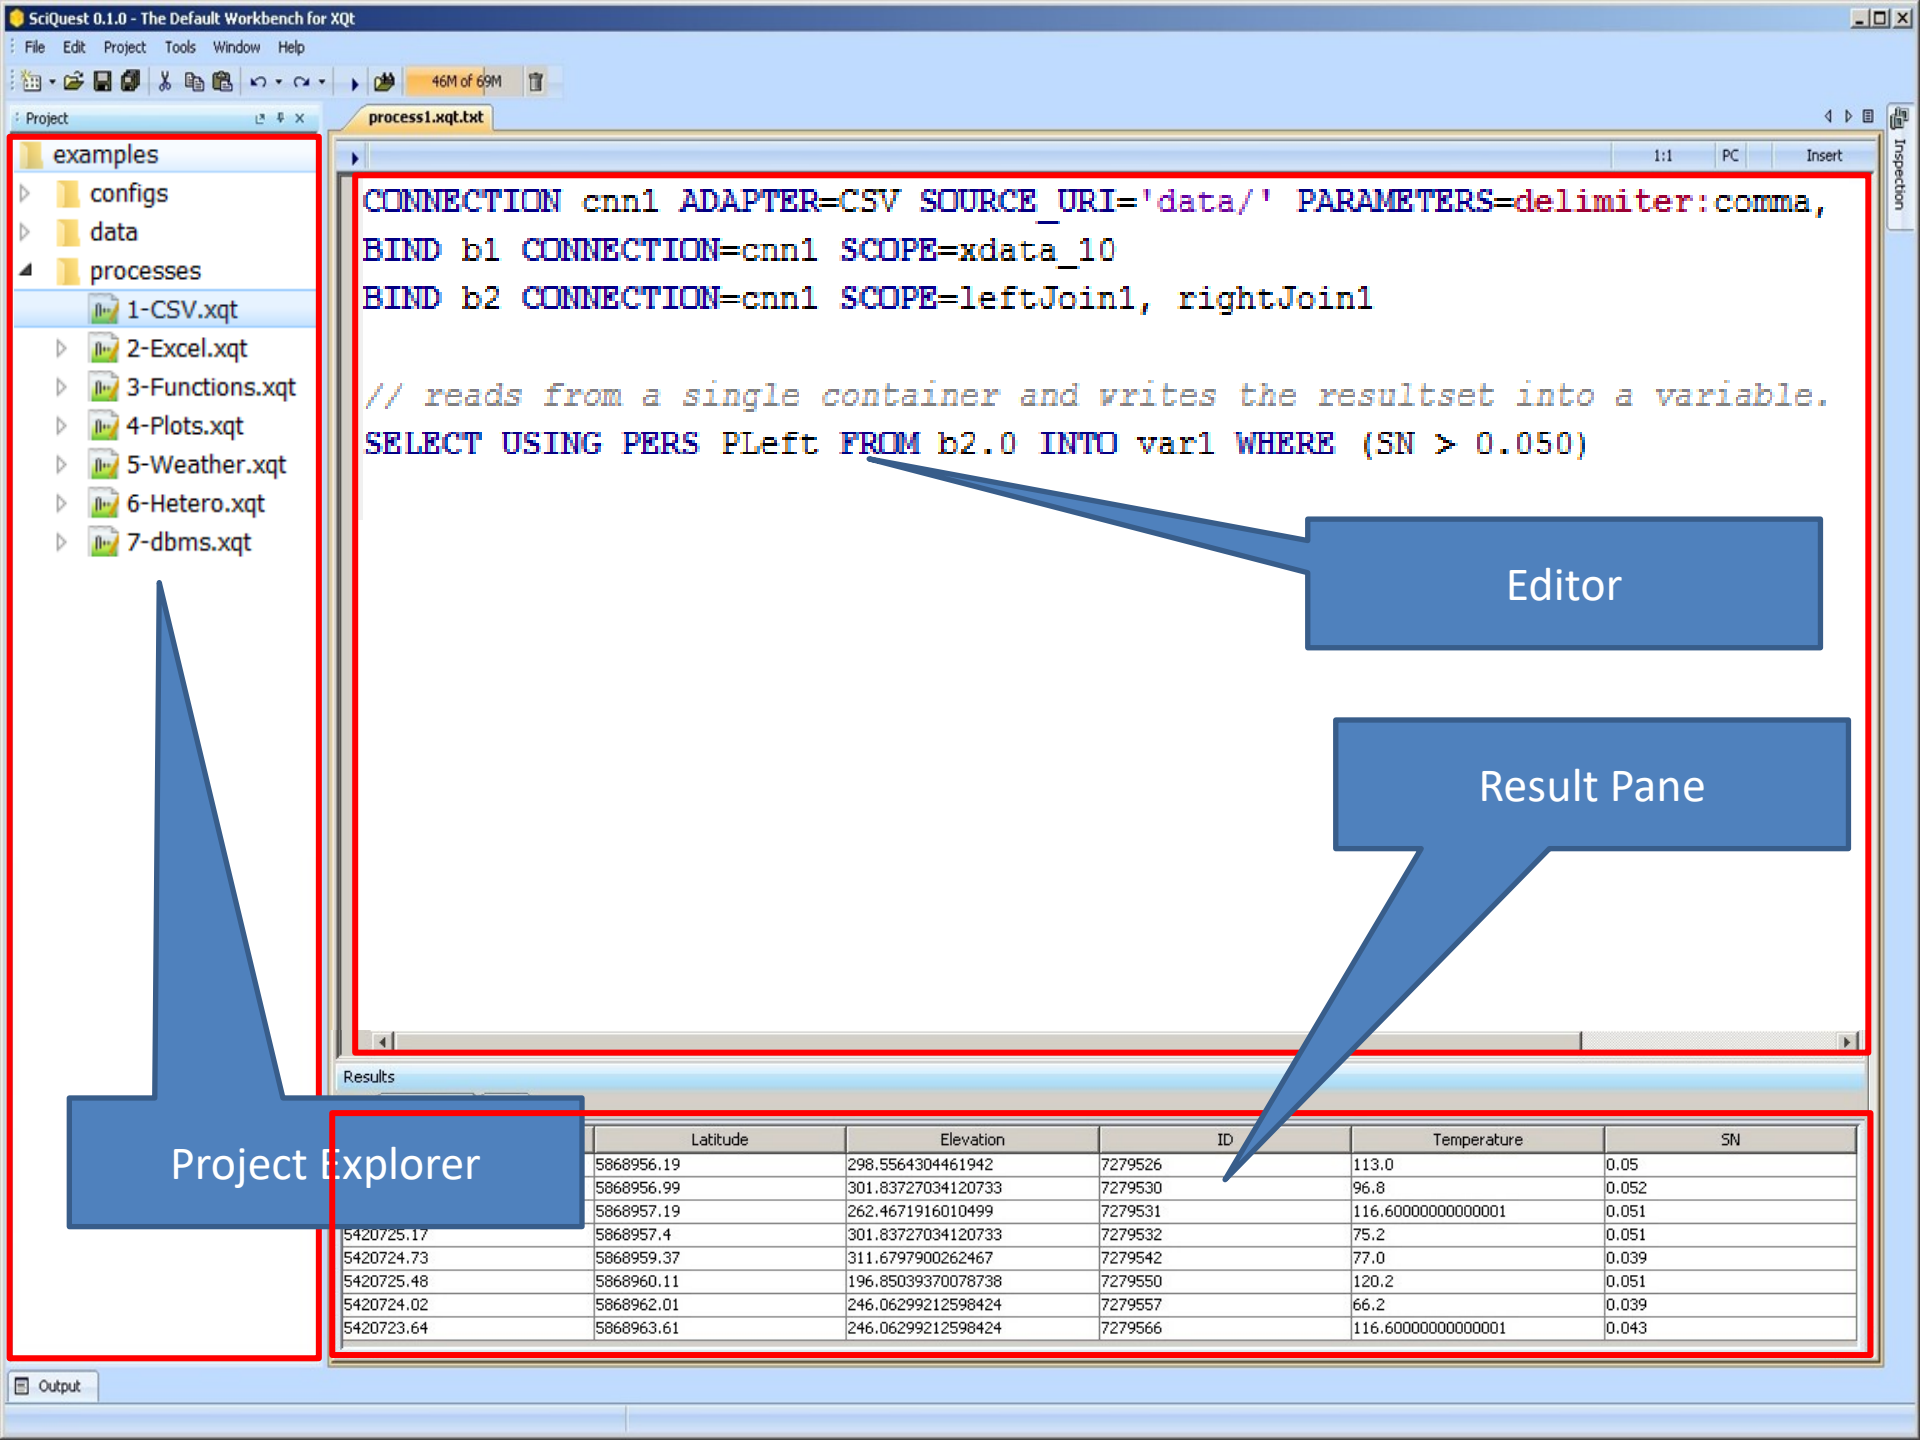 SciQuest 0.1.0 - The Default Workbench for XQt
File Edit Project Tools Window Help
46M of 69M
Project
process1.xqt.txt
1:1 PC Insert
Inspection
examples
configs
data
processes
1-CSV.xqt
2-Excel.xqt
3-Functions.xqt
4-Plots.xqt
5-Weather.xqt
6-Hetero.xqt
7-dbms.xqt
CONNECTION cnn1 ADAPTER=CSV SOURCE_URI='data/' PARAMETERS=delimiter:comma,
BIND b1 CONNECTION=cnn1 SCOPE=xdata_10
BIND b2 CONNECTION=cnn1 SCOPE=leftJoin1, rightJoin1
// reads from a single container and writes the resultset into a variable.
SELECT USING PERS PLeft FROM b2.0 INTO var1 WHERE (SN > 0.050)
Editor
Result Pane
Project Explorer
Results
Latitude Elevation ID Temperature SN
5868956.19 298.5564304461942 7279526 113.0 0.05
5868956.99 301.83727034120733 7279530 96.8 0.052
5868957.19 262.4671916010499 7279531 116.60000000000001 0.051
5420725.17 5868957.4 301.83727034120733 7279532 75.2 0.051
5420724.73 5868959.37 311.6797900262467 7279542 77.0 0.039
5420725.48 5868960.11 196.85039370078738 7279550 120.2 0.051
5420724.02 5868962.01 246.06299212598424 7279557 66.2 0.039
5420723.64 5868963.61 246.06299212598424 7279566 116.60000000000001 0.043
Output